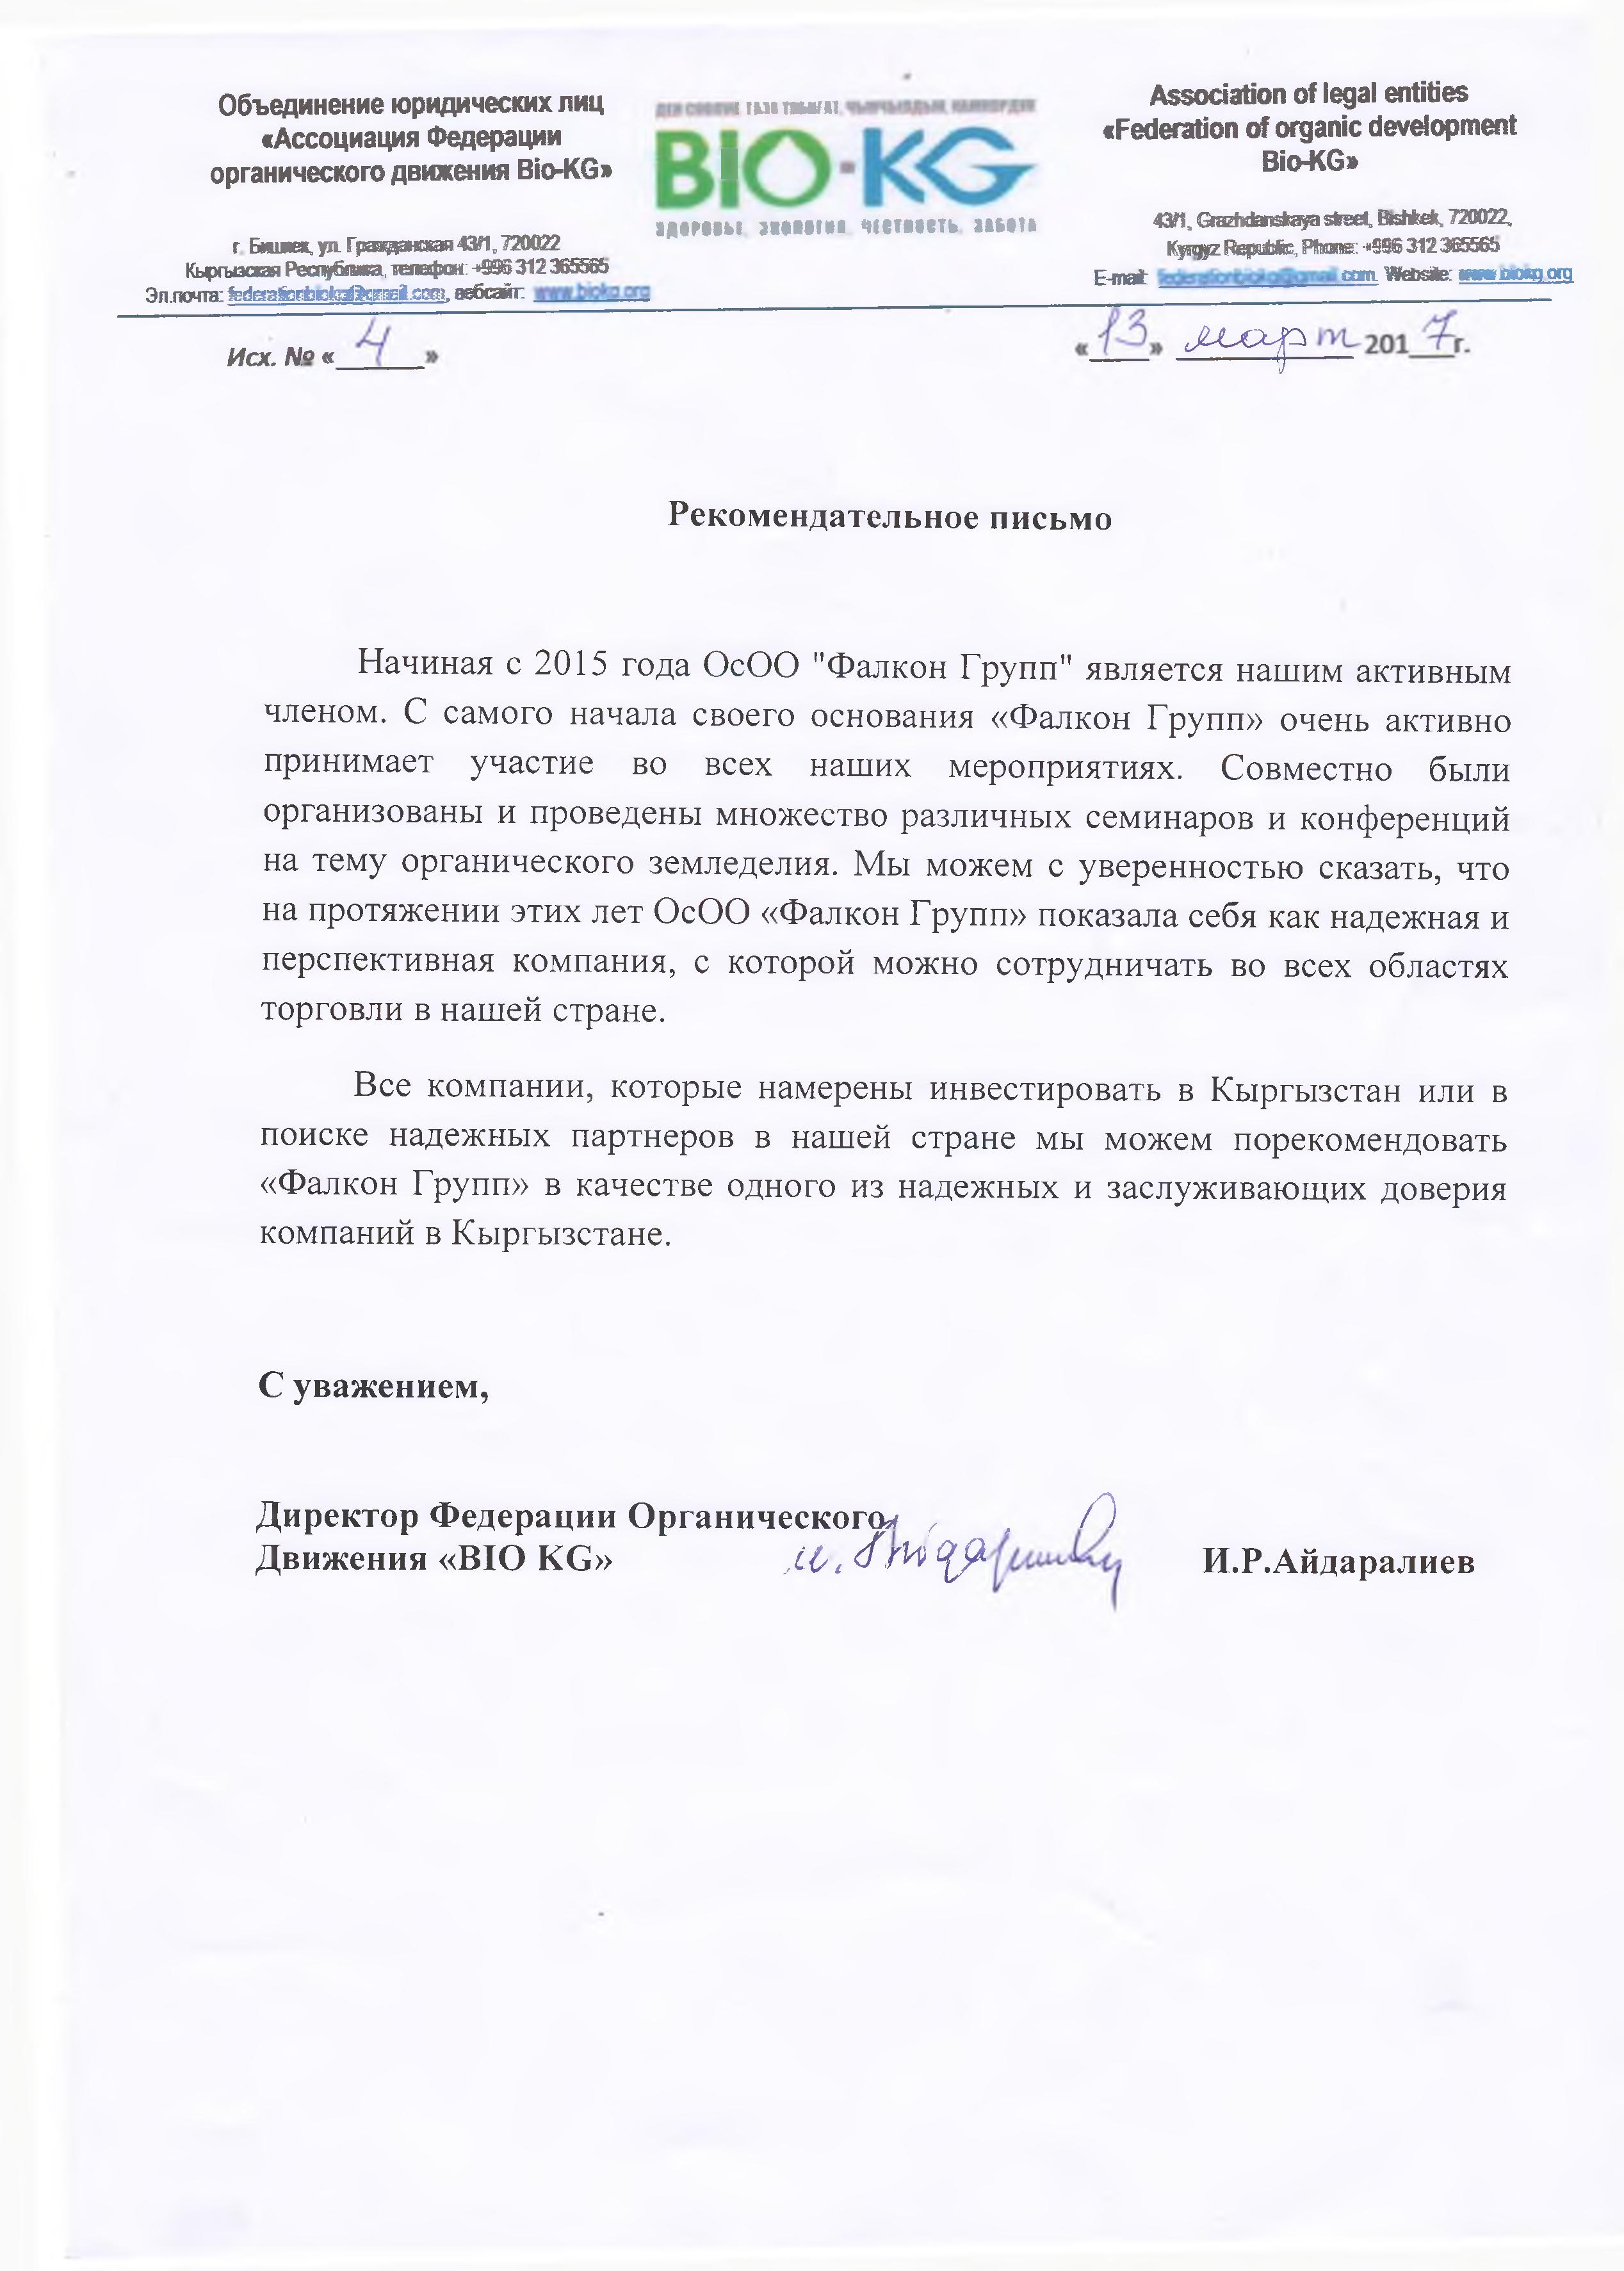 Объединение юридических лиц
«Ассоциация Федерации
органического движения Bio-KG»
г. Бишкек, ул. Гражданская 43/1, 720022
Кыргызская Республика, телефон: +996 312 365565
Эл.почта: federationbiokg@gmail.com, вебсайт: www.biokg.org
BIO-KG
ЗДОРОВЬЕ, ЭКОЛОГИЯ, ЧЕСТНОСТЬ, ЗАБОТА
Association of legal entities
«Federation of organic development
Bio-KG»
43/1, Grazhdanskaya street, Bishkek, 720022,
Kyrgyz Republic, Phone: +996 312 365565
E-mail: federationbiokg@gmail.com. Website: www.biokg.org
Исх. № «4»
«13» март 2017г.
Рекомендательное письмо
Начиная с 2015 года ОсОО "Фалкон Групп" является нашим активным
членом. С самого начала своего основания «Фалкон Групп» очень активно
принимает участие во всех наших мероприятиях. Совместно были
организованы и проведены множество различных семинаров и конференций
на тему органического земледелия. Мы можем с уверенностью сказать, что
на протяжении этих лет ОсОО «Фалкон Групп» показала себя как надежная и
перспективная компания, с которой можно сотрудничать во всех областях
торговли в нашей стране.
Все компании, которые намерены инвестировать в Кыргызстан или в
поиске надежных партнеров в нашей стране мы можем порекомендовать
«Фалкон Групп» в качестве одного из надежных и заслуживающих доверия
компаний в Кыргызстане.
С уважением,
Директор Федерации Органического
Движения «BIO KG»
И.Р.Айдаралиев